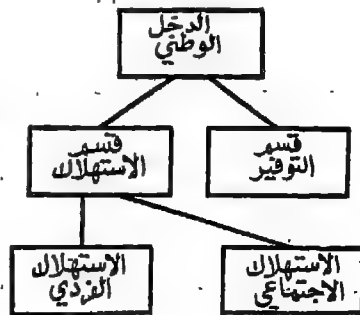 الدخل
الوطني
قسم
الاستهلاك
قسم
التوفير
الاستهلاك
الفردي
الاستهلاك
الاجتماعي